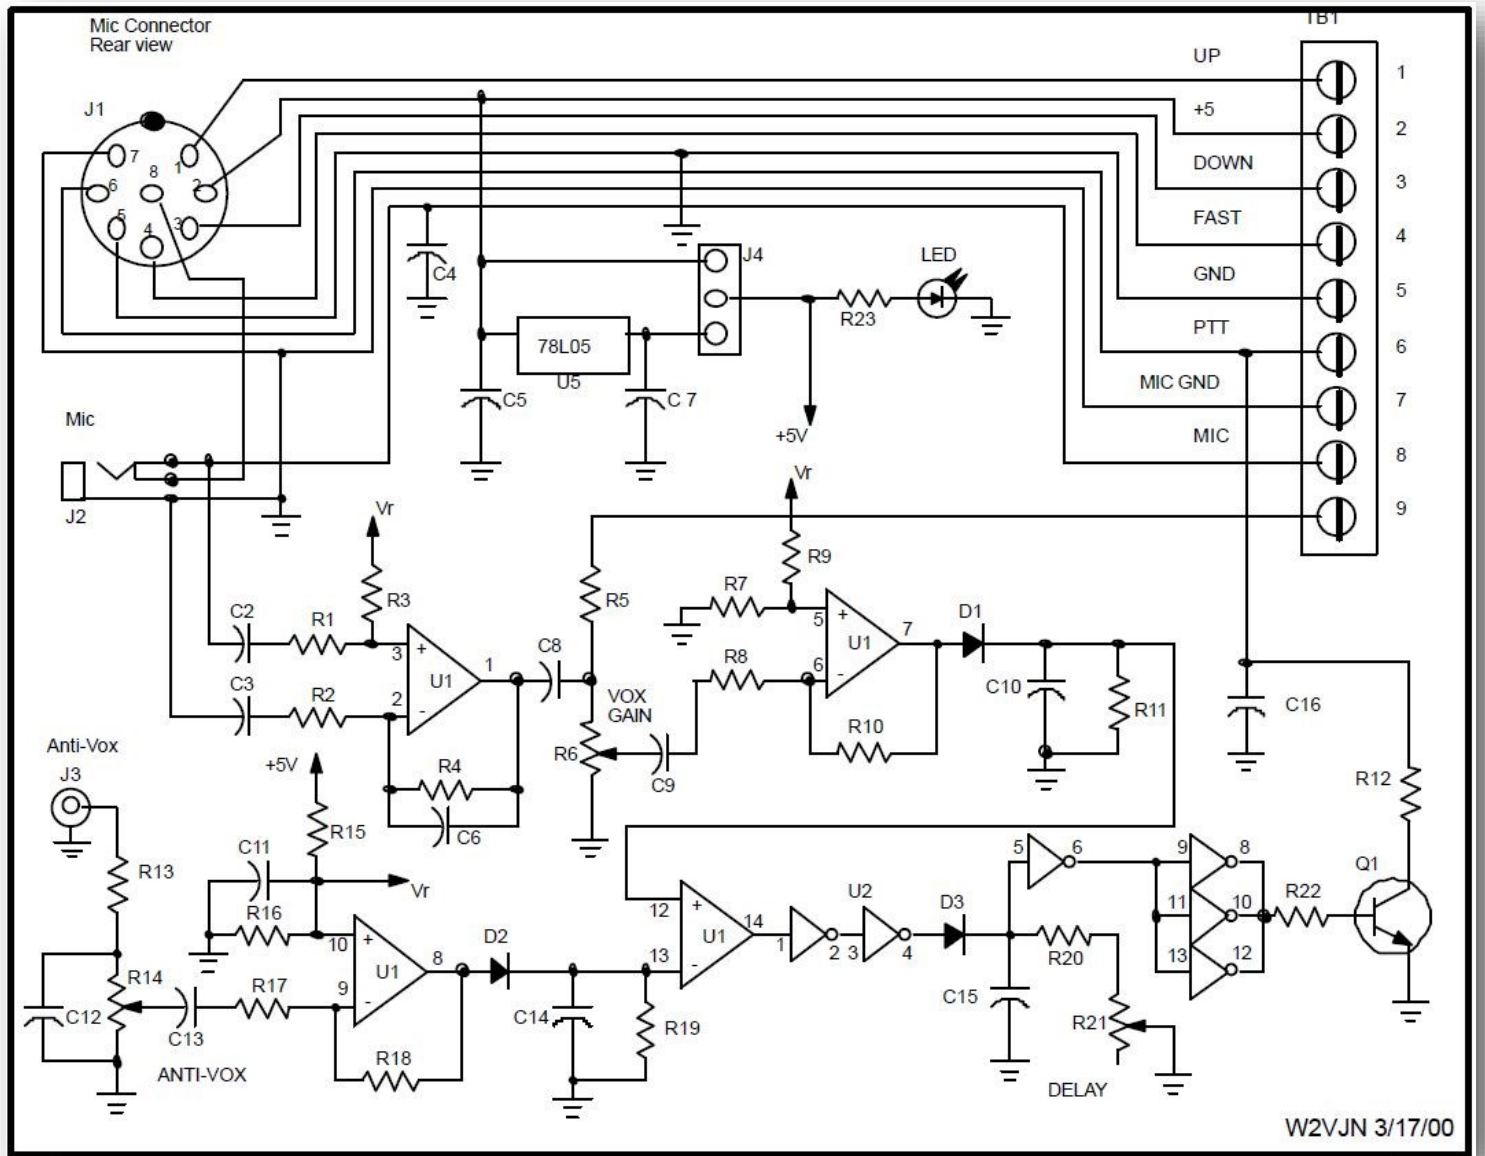 Mic Connector
Rear view
TB1
J1
UP
1
+5
2
DOWN
3
FAST
4
GND
5
PTT
6
MIC GND
7
MIC
8
9
7
1
8
6
2
5
4
3
C4
J4
LED
R23
78L05
U5
C5
C 7
+5V
Mic
J2
Vr
Vr
R9
R3
R5
R7
D1
C2
R1
3
+
U1
1
C8
5
+
U1
7
R8
6
-
C10
R11
C16
C3
R2
2
-
VOX
GAIN
R10
R6
C9
Anti-Vox
J3
+5V
R4
C6
R15
R12
R13
C11
Vr
R16
5
6
9
8
Q1
12
+
U1
14
U2
D3
11
10
R22
10
+
U1
8
D2
1
2
3
4
13
-
13
12
R14
R17
9
-
R20
C12
C13
C14
R19
C15
R21
R18
ANTI-VOX
DELAY
W2VJN 3/17/00